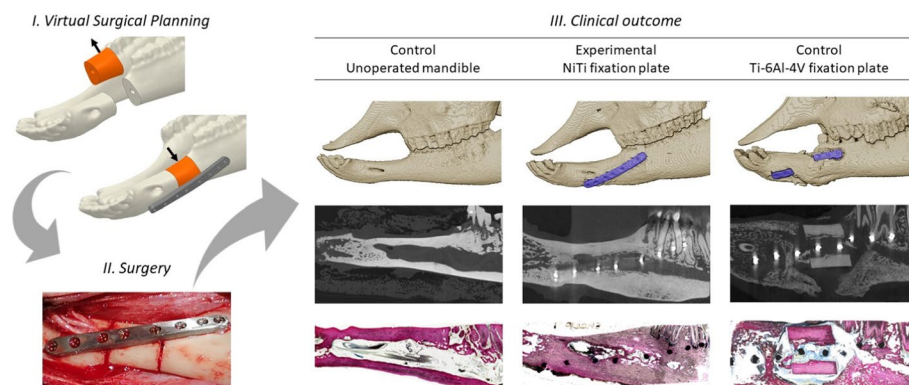 I. Virtual Surgical Planning
II. Surgery
III. Clinical outcome
Control
Unoperated mandible
Experimental
NiTi fixation plate
Control
Ti-6Al-4V fixation plate